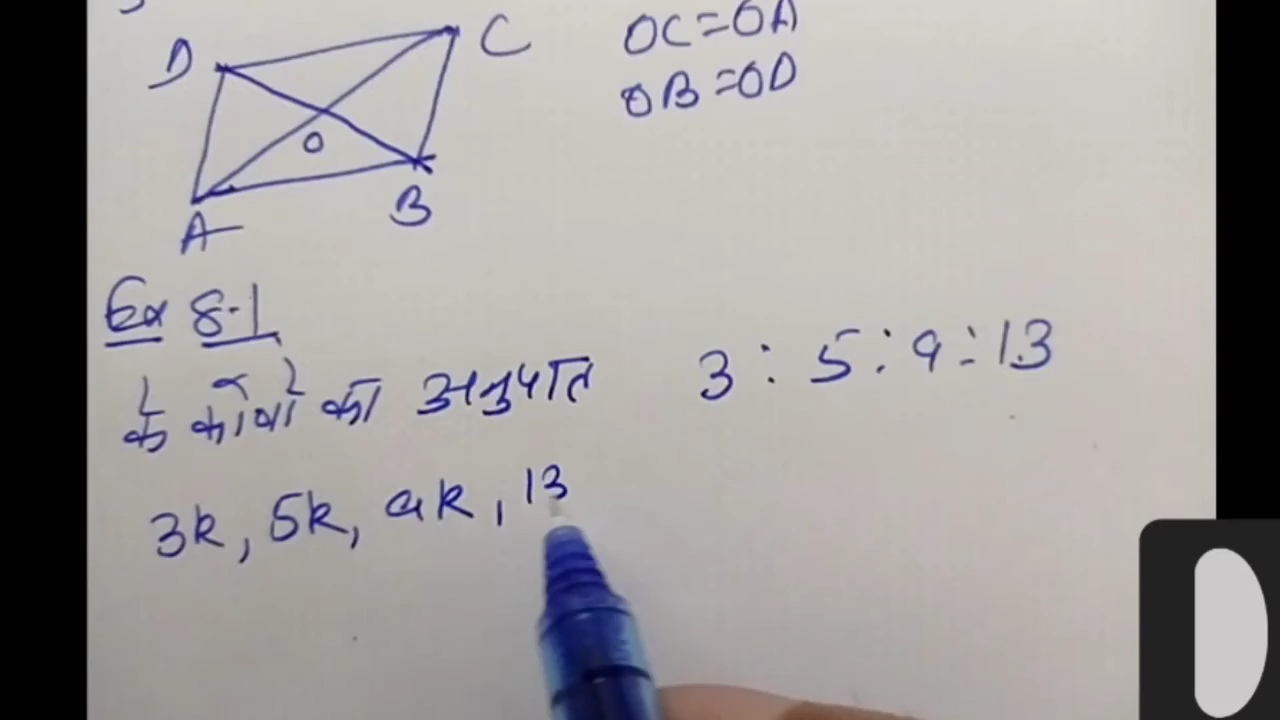 D
C
OC=OA
OB=OD
O
A
B
Ex 8.1
के कोणों का अनुपात 3:5:9:13
3k, 5k, 9k, 13